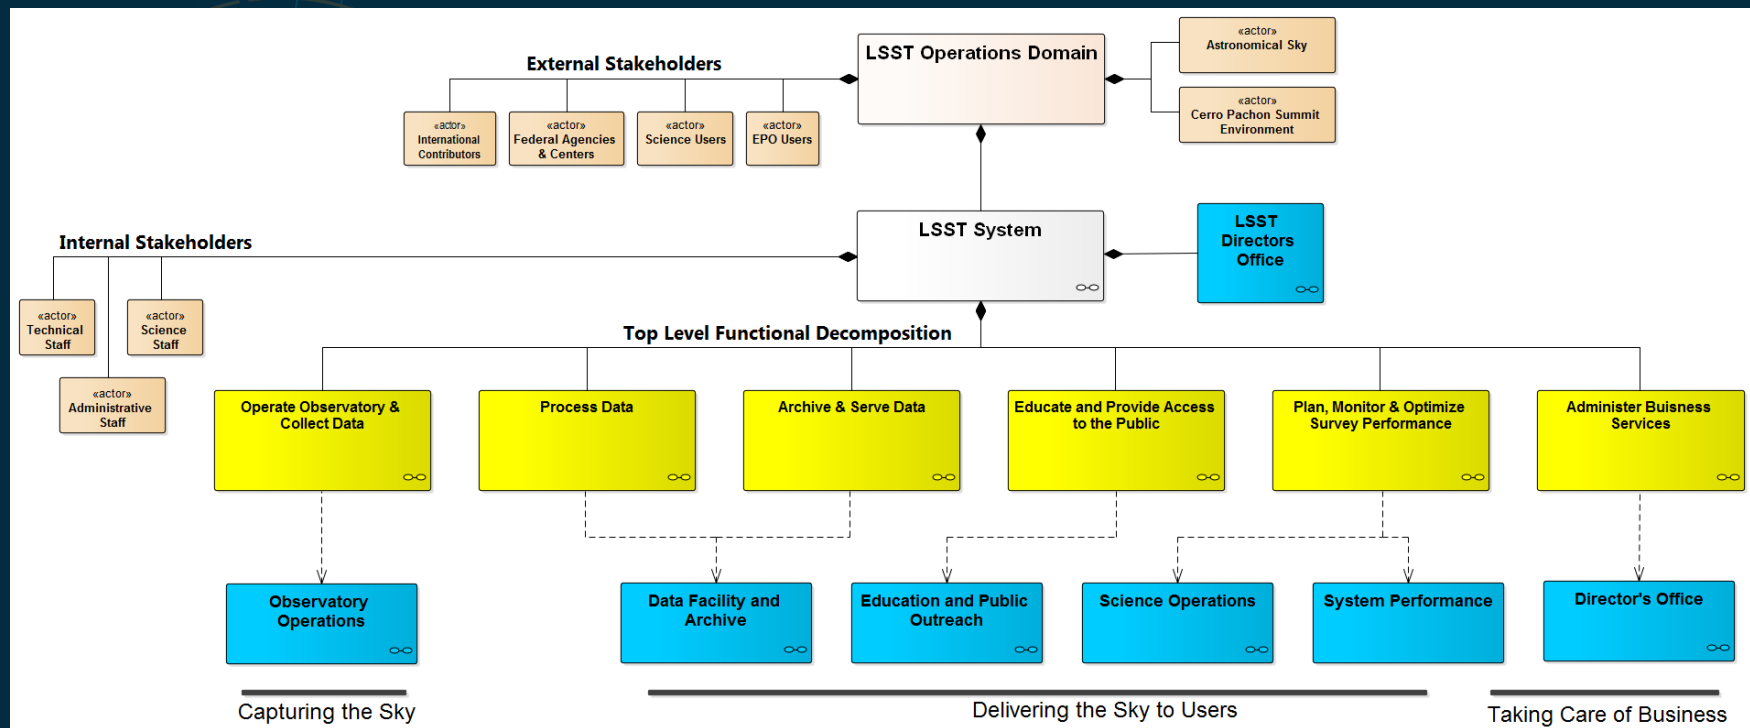 LSST Operations Domain
«actor»
Astronomical Sky
External Stakeholders
«actor»
Cerro Pachon Summit
Environment
«actor»
International
Contributors
«actor»
Federal Agencies
& Centers
«actor»
Science Users
«actor»
EPO Users
LSST System
LSST
Directors
Office
Internal Stakeholders
«actor»
Technical
Staff
«actor»
Science
Staff
«actor»
Administrative
Staff
Top Level Functional Decomposition
Operate Observatory &
Collect Data
Process Data
Archive & Serve Data
Educate and Provide Access
to the Public
Plan, Monitor & Optimize
Survey Performance
Administer Buisness
Services
Observatory
Operations
Data Facility and
Archive
Education and Public
Outreach
Science Operations
System Performance
Director's Office
Capturing the Sky
Delivering the Sky to Users
Taking Care of Business